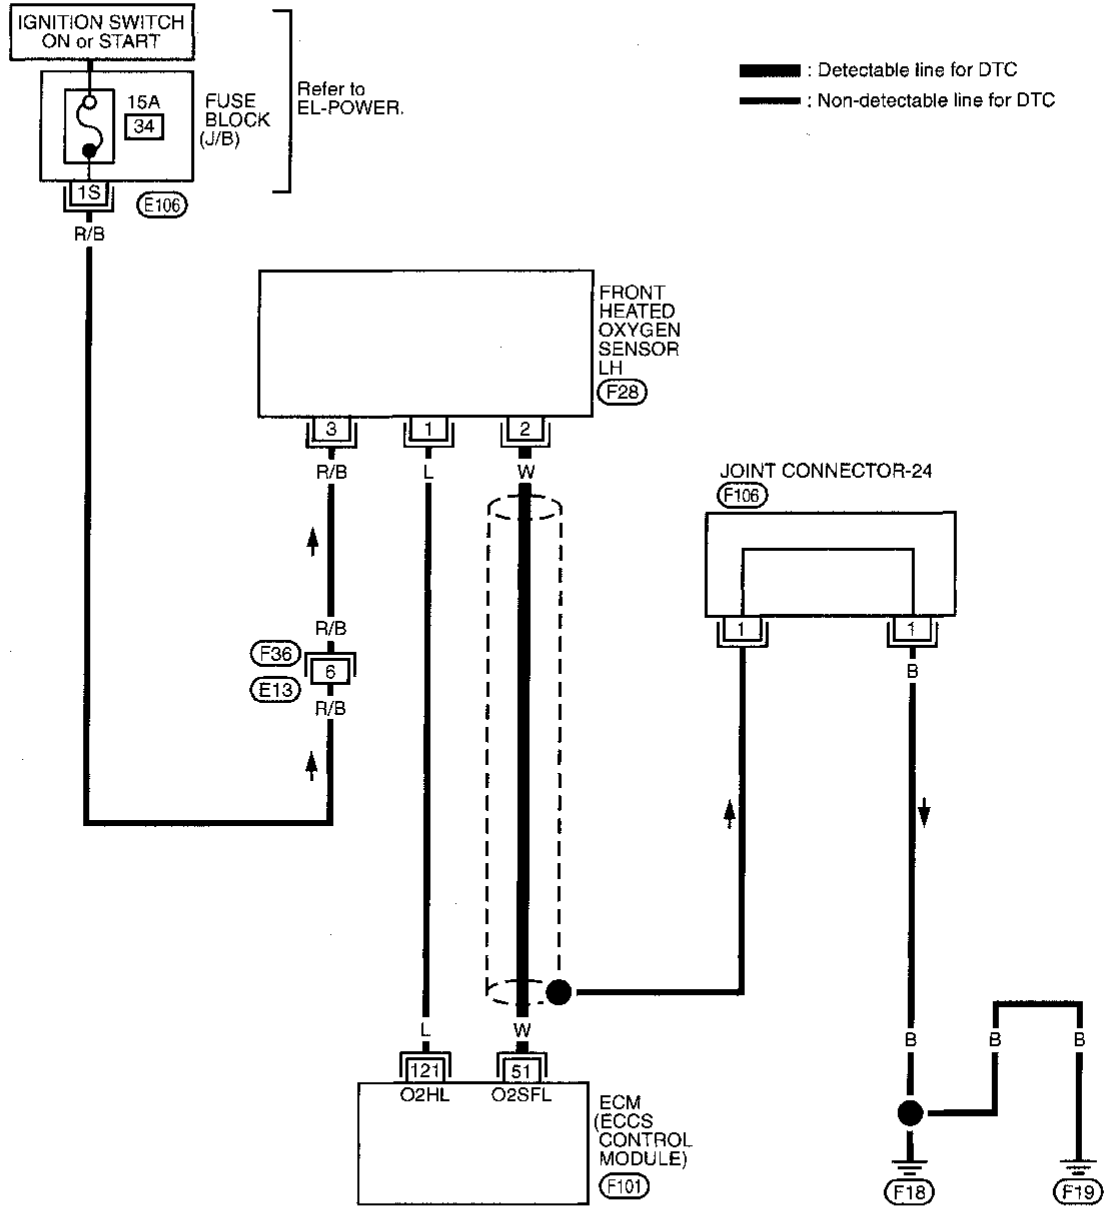 IGNITION SWITCH
ON or START
15A
34
FUSE
BLOCK
(J/B)
Refer to
EL-POWER.
1S
E106
R/B
: Detectable line for DTC
: Non-detectable line for DTC
FRONT
HEATED
OXYGEN
SENSOR
LH
F28
3
1
2
R/B
L
W
JOINT CONNECTOR-24
F106
1
1
B
R/B
F36
6
E13
R/B
L
W
B
B
B
121
51
O2HL
O2SFL
ECM
(ECCS
CONTROL
MODULE)
F101
F18
F19